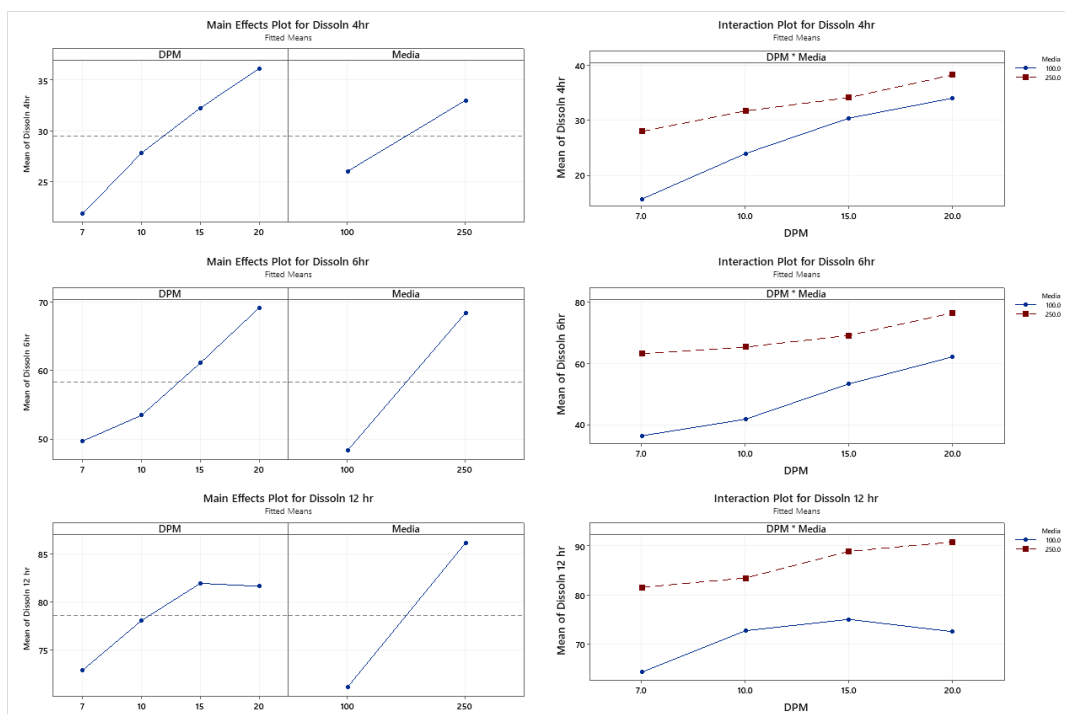 Main Effects Plot for Dissoln 4hr
Fitted Means
DPM Media
Mean of Dissoln 4hr
35
30
25
7 10 15 20 100 250
Interaction Plot for Dissoln 4hr
Fitted Means
DPM * Media
Mean of Dissoln 4hr
40
30
20
7.0 10.0 15.0 20.0
DPM
Media
100.0
250.0
Main Effects Plot for Dissoln 6hr
Fitted Means
DPM Media
Mean of Dissoln 6hr
70
60
50
7 10 15 20 100 250
Interaction Plot for Dissoln 6hr
Fitted Means
DPM * Media
Mean of Dissoln 6hr
80
60
40
7.0 10.0 15.0 20.0
DPM
Media
100.0
250.0
Main Effects Plot for Dissoln 12 hr
Fitted Means
DPM Media
Mean of Dissoln 12 hr
85
80
75
7 10 15 20 100 250
Interaction Plot for Dissoln 12 hr
Fitted Means
DPM * Media
Mean of Dissoln 12 hr
90
80
70
7.0 10.0 15.0 20.0
DPM
Media
100.0
250.0